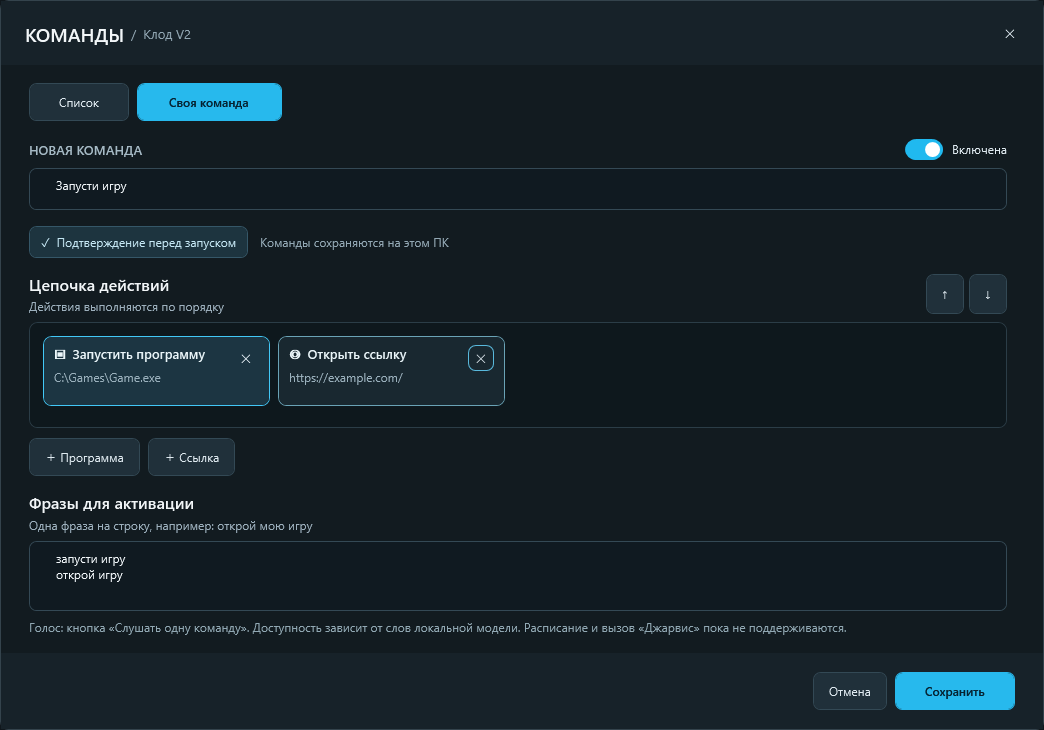 КОМАНДЫ / Клод V2
Список
Своя команда
НОВАЯ КОМАНДА
Включена
Запусти игру
✓ Подтверждение перед запуском
Команды сохраняются на этом ПК
Цепочка действий
Действия выполняются по порядку
↑
↓
Запустить программу
C:\Games\Game.exe
Открыть ссылку
https://example.com/
+ Программа
+ Ссылка
Фразы для активации
Одна фраза на строку, например: открой мою игру
запусти игру
открой игру
Голос: кнопка «Слушать одну команду». Доступность зависит от слов локальной модели. Расписание и вызов «Джарвис» пока не поддерживаются.
Отмена
Сохранить